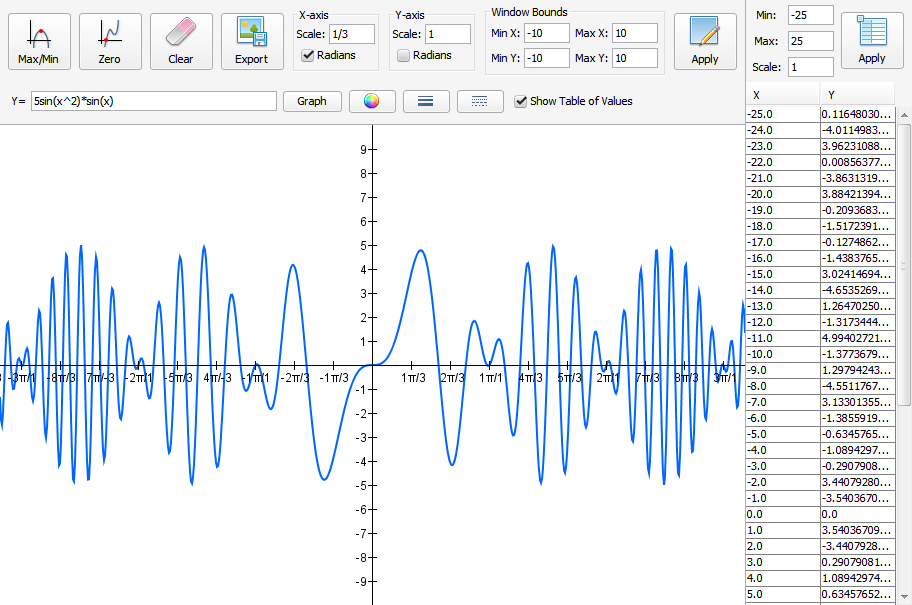 Max/Min
Zero
Clear
Export
X-axis
Scale: 1/3
Radians
Y-axis
Scale: 1
Radians
Window Bounds
Min X: -10 Max X: 10
Min Y: -10 Max Y: 10
Apply
Min: -25
Max: 25
Scale: 1
Apply
Y= 5sin(x^2)*sin(x)
Graph
Show Table of Values
X Y
-25.0 0.11648030...
-24.0 -4.0114983...
-23.0 3.96231088...
-22.0 0.00856377...
-21.0 -3.8631319...
-20.0 3.88421394...
-19.0 -0.2093683...
-18.0 -1.5172391...
-17.0 -0.1274862...
-16.0 -1.4383765...
-15.0 3.02414694...
-14.0 -4.6535269...
-13.0 1.26470250...
-12.0 -1.3173444...
-11.0 4.99402721...
-10.0 -1.3773679...
-9.0 1.29794243...
-8.0 -4.5511767...
-7.0 3.13301355...
-6.0 -1.3855919...
-5.0 -0.6345765...
-4.0 -1.0894297...
-3.0 -0.2907908...
-2.0 3.44079280...
-1.0 -3.5403670...
0.0 0.0
1.0 3.54036709...
2.0 -3.4407928...
3.0 0.29079081...
4.0 1.08942974...
5.0 0.63457652...
9
8
7
6
5
4
3
2
1
-3π/1 -8π/3 -7π/3 -2π/1 -5π/3 -4π/3 -1π/1 -2π/3 -1π/3 1π/3 2π/3 1π/1 4π/3 5π/3 2π/1 7π/3 8π/3 3π/1
-1
-2
-3
-4
-5
-6
-7
-8
-9